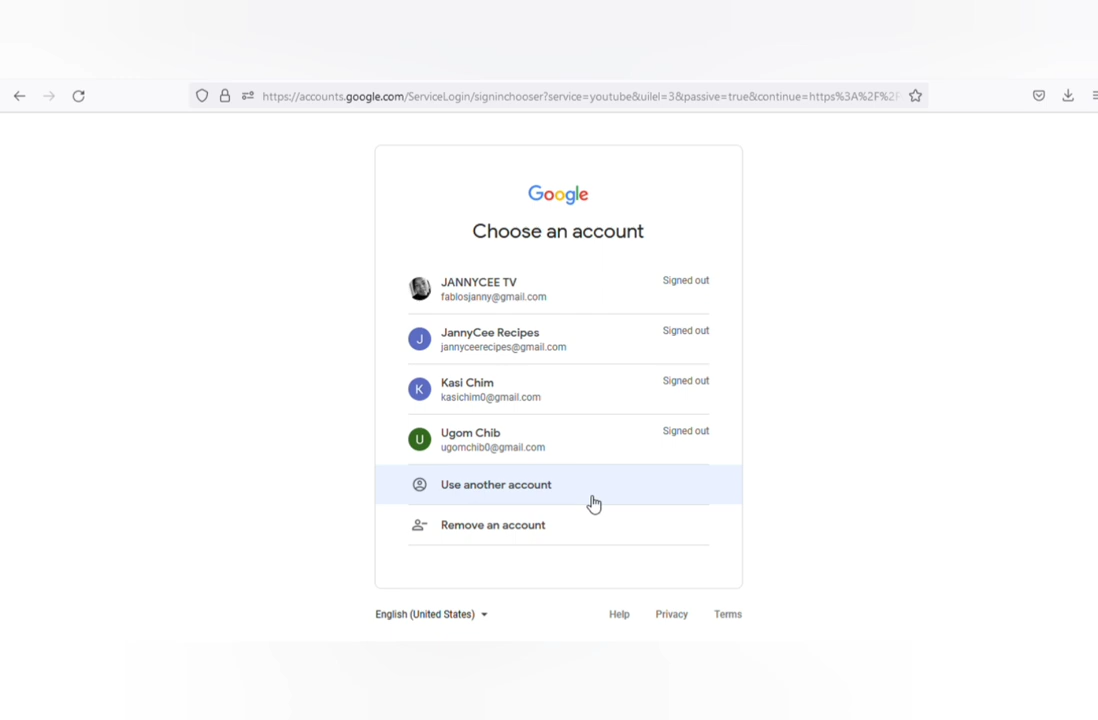 https://accounts.google.com/ServiceLogin/signinchooser?service=youtube&uilel=3&passive=true&continue=https%3A%2F%2F
Google
Choose an account
JANNYCEE TV
Signed out
fablosjanny@gmail.com
J
JannyCee Recipes
Signed out
jannyceerecipes@gmail.com
K
Kasi Chim
Signed out
kasichim0@gmail.com
U
Ugom Chib
Signed out
ugomchib0@gmail.com
Use another account
Remove an account
English (United States)
Help
Privacy
Terms